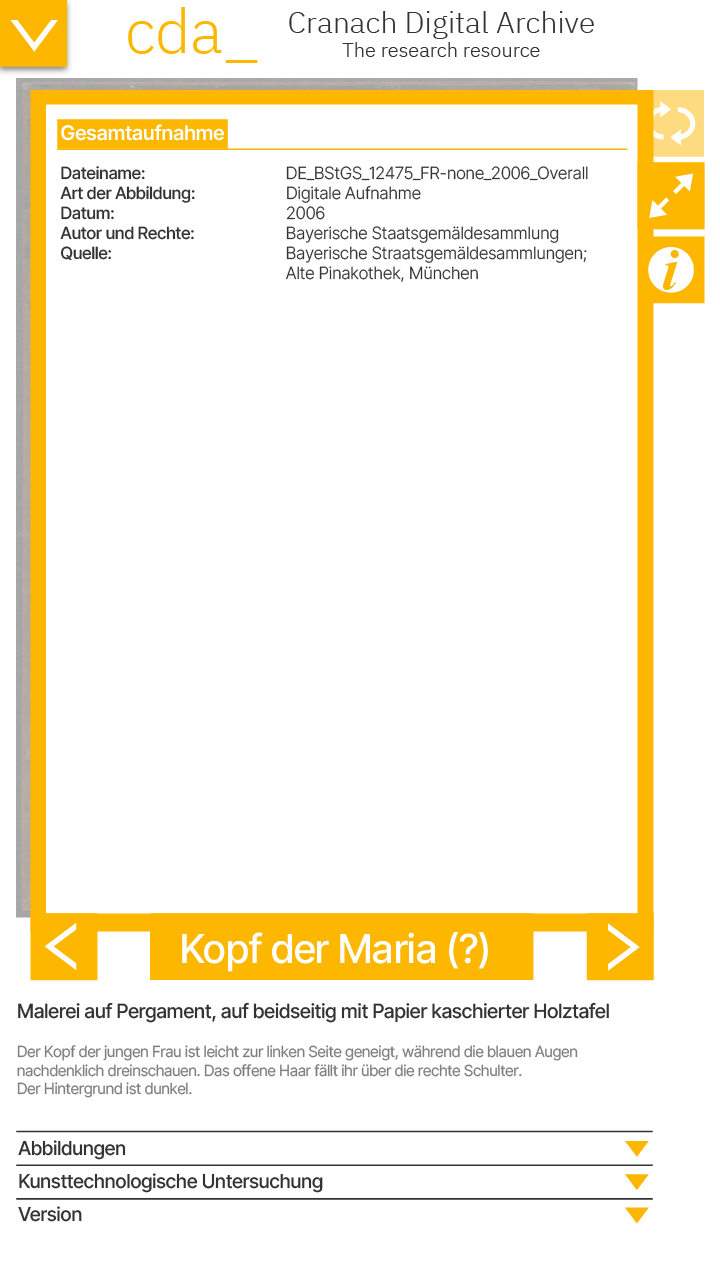 cda_
Cranach Digital Archive
The research resource
Gesamtaufnahme
Dateiname: DE_BStGS_12475_FR-none_2006_Overall
Art der Abbildung: Digitale Aufnahme
Datum: 2006
Autor und Rechte: Bayerische Staatsgemäldesammlung
Quelle: Bayerische Straatsgemäldesammlungen;
Alte Pinakothek, München
i
Kopf der Maria (?)
Malerei auf Pergament, auf beidseitig mit Papier kaschierter Holztafel
Der Kopf der jungen Frau ist leicht zur linken Seite geneigt, während die blauen Augen
nachdenklich dreinschauen. Das offene Haar fällt ihr über die rechte Schulter.
Der Hintergrund ist dunkel.
Abbildungen
Kunsttechnologische Untersuchung
Version